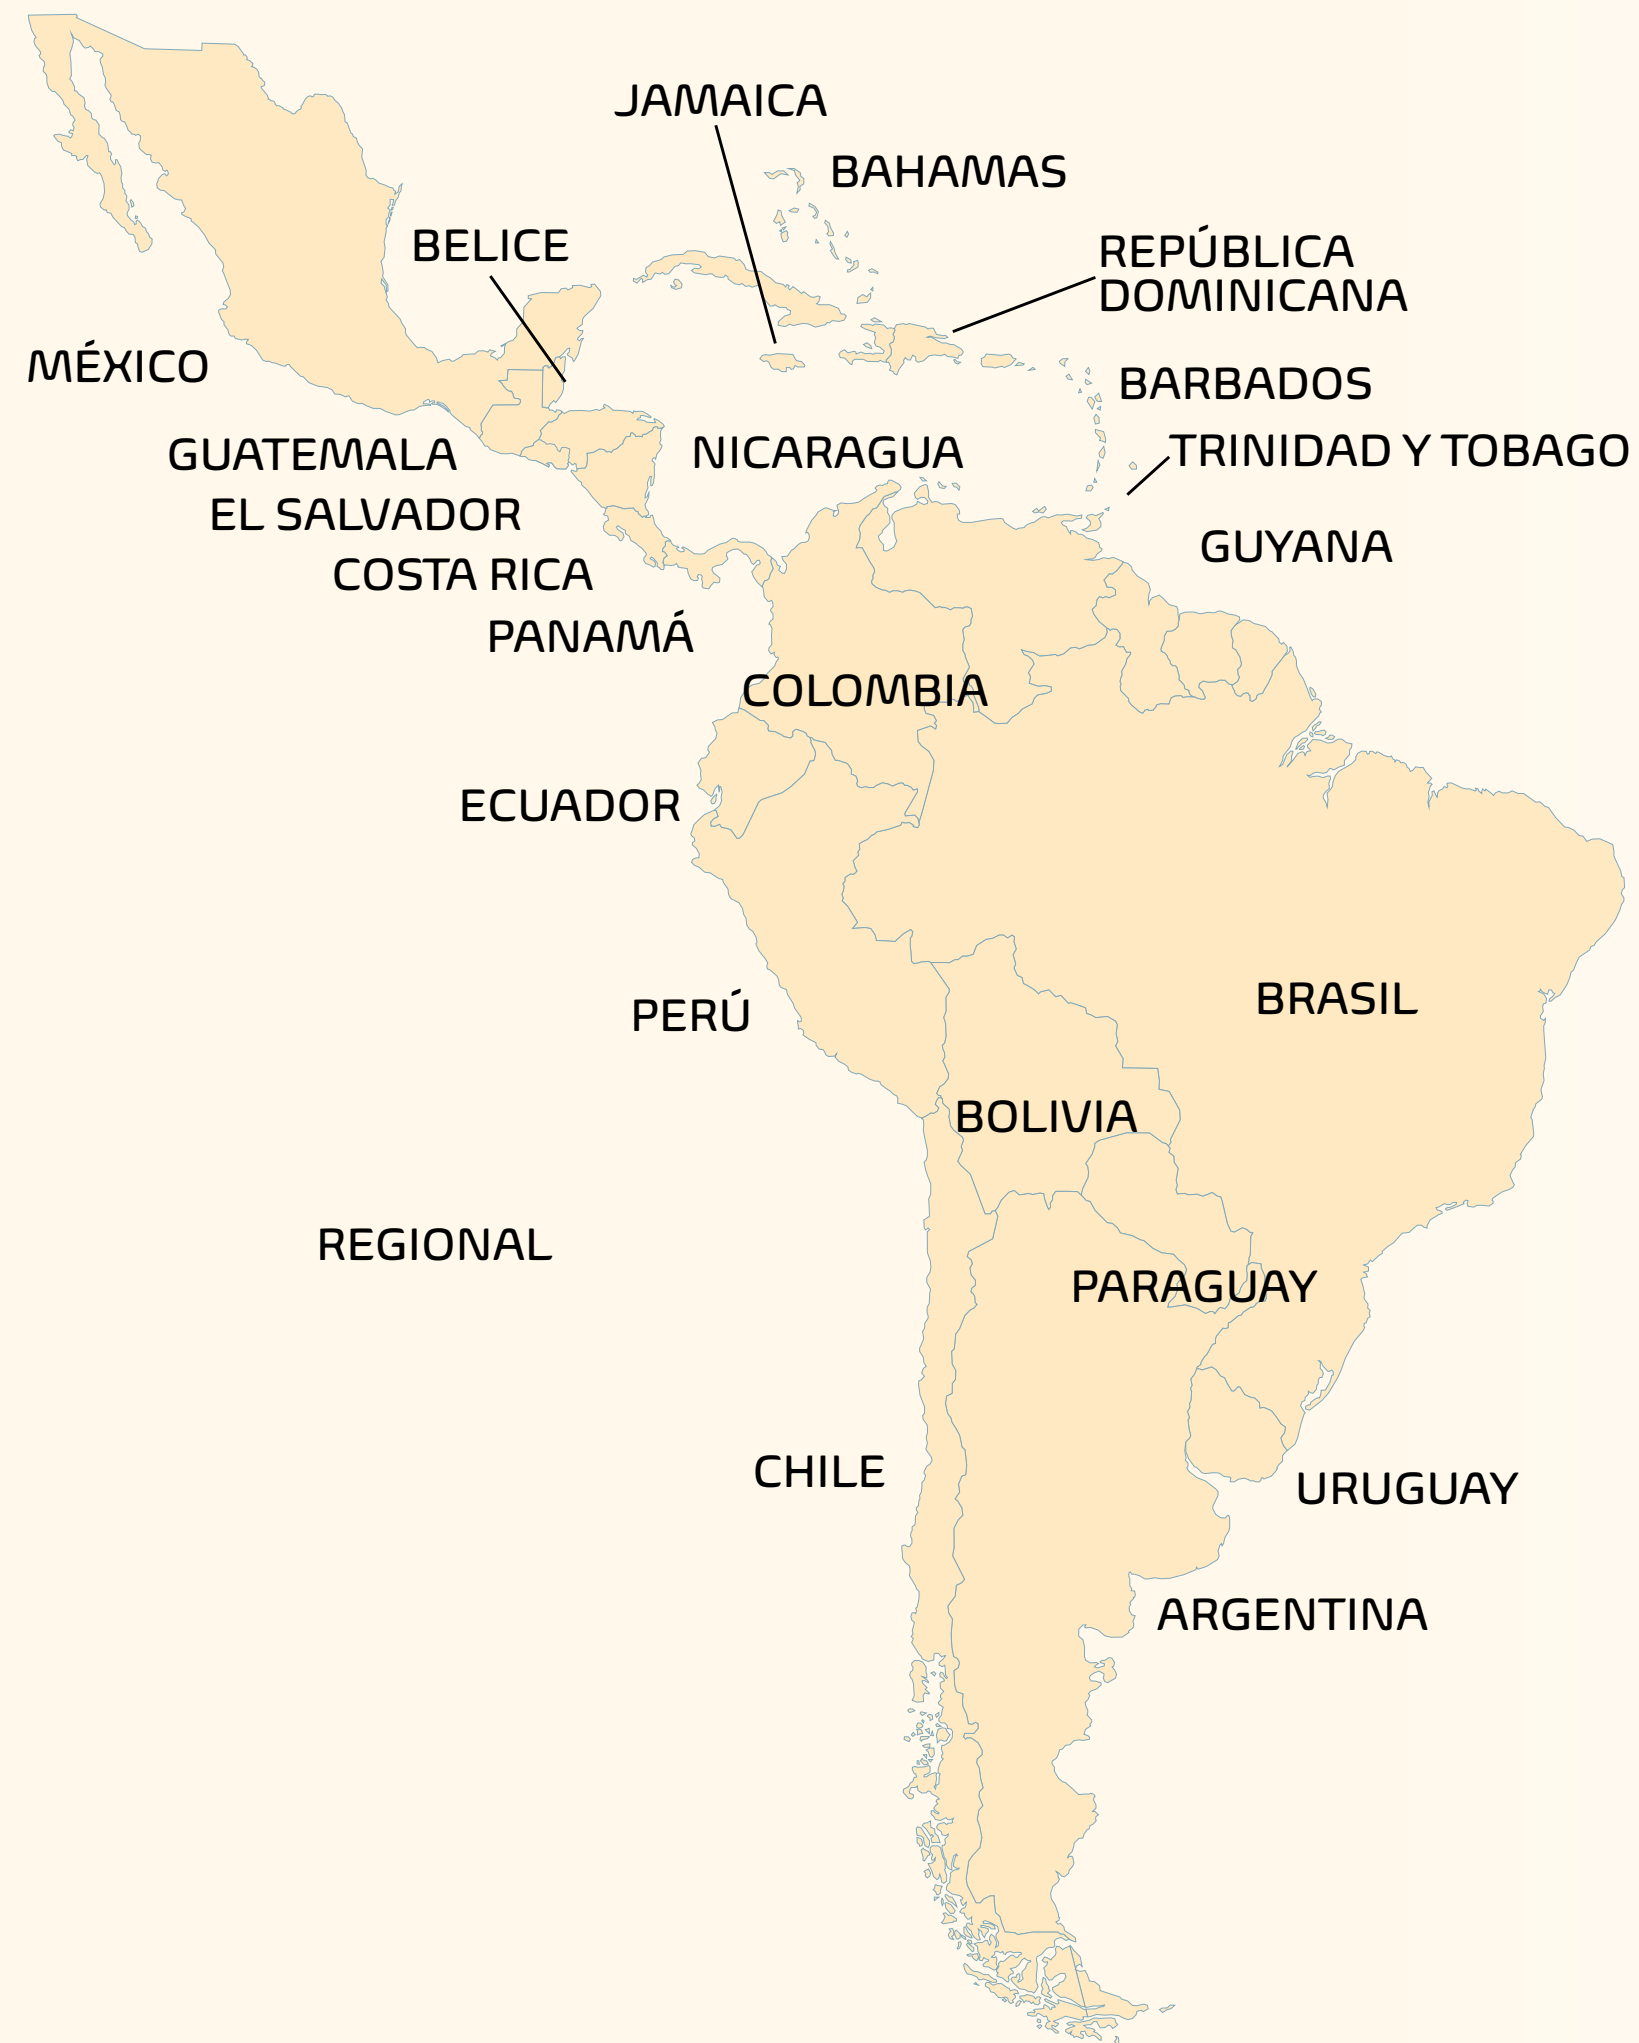 JAMAICA
BAHAMAS
BELICE
REPÚBLICA
DOMINICANA
MÉXICO
BARBADOS
GUATEMALA
NICARAGUA
TRINIDAD Y TOBAGO
EL SALVADOR
GUYANA
COSTA RICA
PANAMÁ
COLOMBIA
ECUADOR
BRASIL
PERÚ
BOLIVIA
REGIONAL
PARAGUAY
CHILE
URUGUAY
ARGENTINA